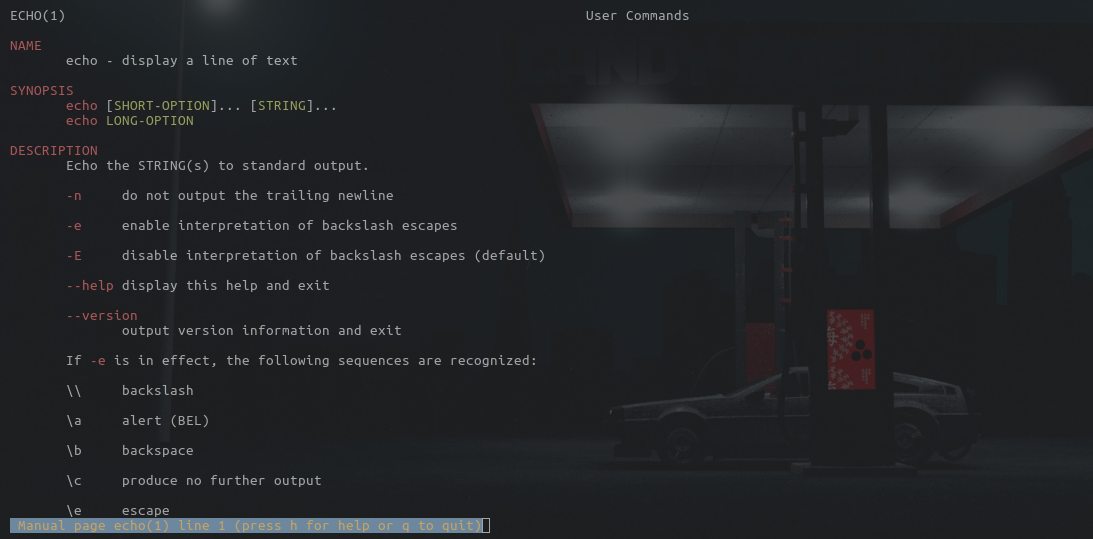 ECHO(1) User Commands
NAME
echo - display a line of text
SYNOPSIS
echo [SHORT-OPTION]... [STRING]...
echo LONG-OPTION
DESCRIPTION
Echo the STRING(s) to standard output.
-n do not output the trailing newline
-e enable interpretation of backslash escapes
-E disable interpretation of backslash escapes (default)
--help display this help and exit
--version
output version information and exit
If -e is in effect, the following sequences are recognized:
\\ backslash
\a alert (BEL)
\b backspace
\c produce no further output
\e escape
Manual page echo(1) line 1 (press h for help or q to quit)